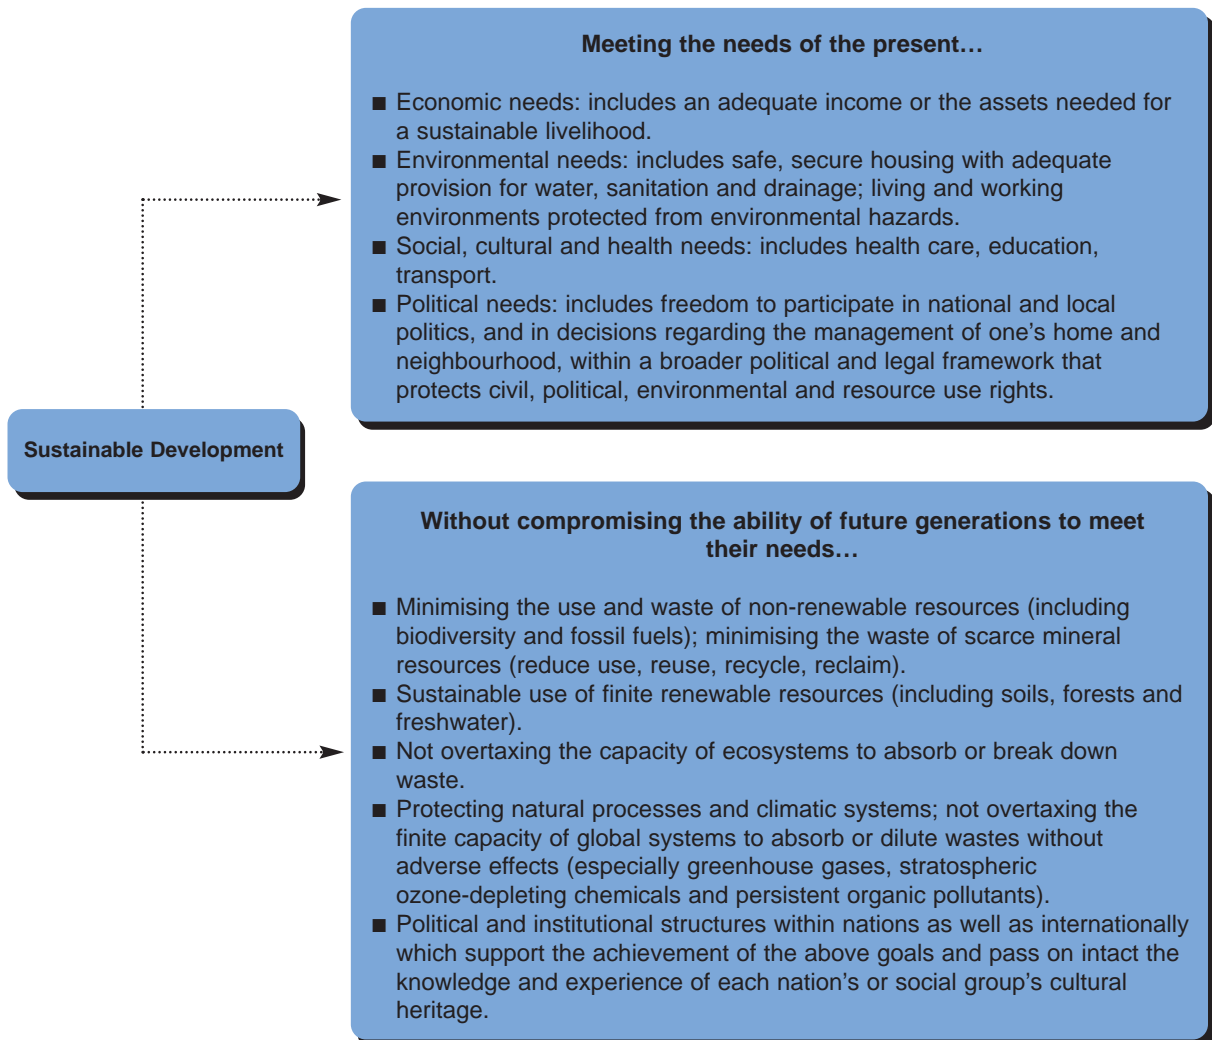 Meeting the needs of the present…
■ Economic needs: includes an adequate income or the assets needed for
a sustainable livelihood.
■ Environmental needs: includes safe, secure housing with adequate
provision for water, sanitation and drainage; living and working
environments protected from environmental hazards.
■ Social, cultural and health needs: includes health care, education,
transport.
■ Political needs: includes freedom to participate in national and local
politics, and in decisions regarding the management of one’s home and
neighbourhood, within a broader political and legal framework that
protects civil, political, environmental and resource use rights.
Sustainable Development
Without compromising the ability of future generations to meet
their needs…
■ Minimising the use and waste of non-renewable resources (including
biodiversity and fossil fuels); minimising the waste of scarce mineral
resources (reduce use, reuse, recycle, reclaim).
■ Sustainable use of finite renewable resources (including soils, forests and
freshwater).
■ Not overtaxing the capacity of ecosystems to absorb or break down
waste.
■ Protecting natural processes and climatic systems; not overtaxing the
finite capacity of global systems to absorb or dilute wastes without
adverse effects (especially greenhouse gases, stratospheric
ozone-depleting chemicals and persistent organic pollutants).
■ Political and institutional structures within nations as well as internationally
which support the achievement of the above goals and pass on intact the
knowledge and experience of each nation’s or social group’s cultural
heritage.